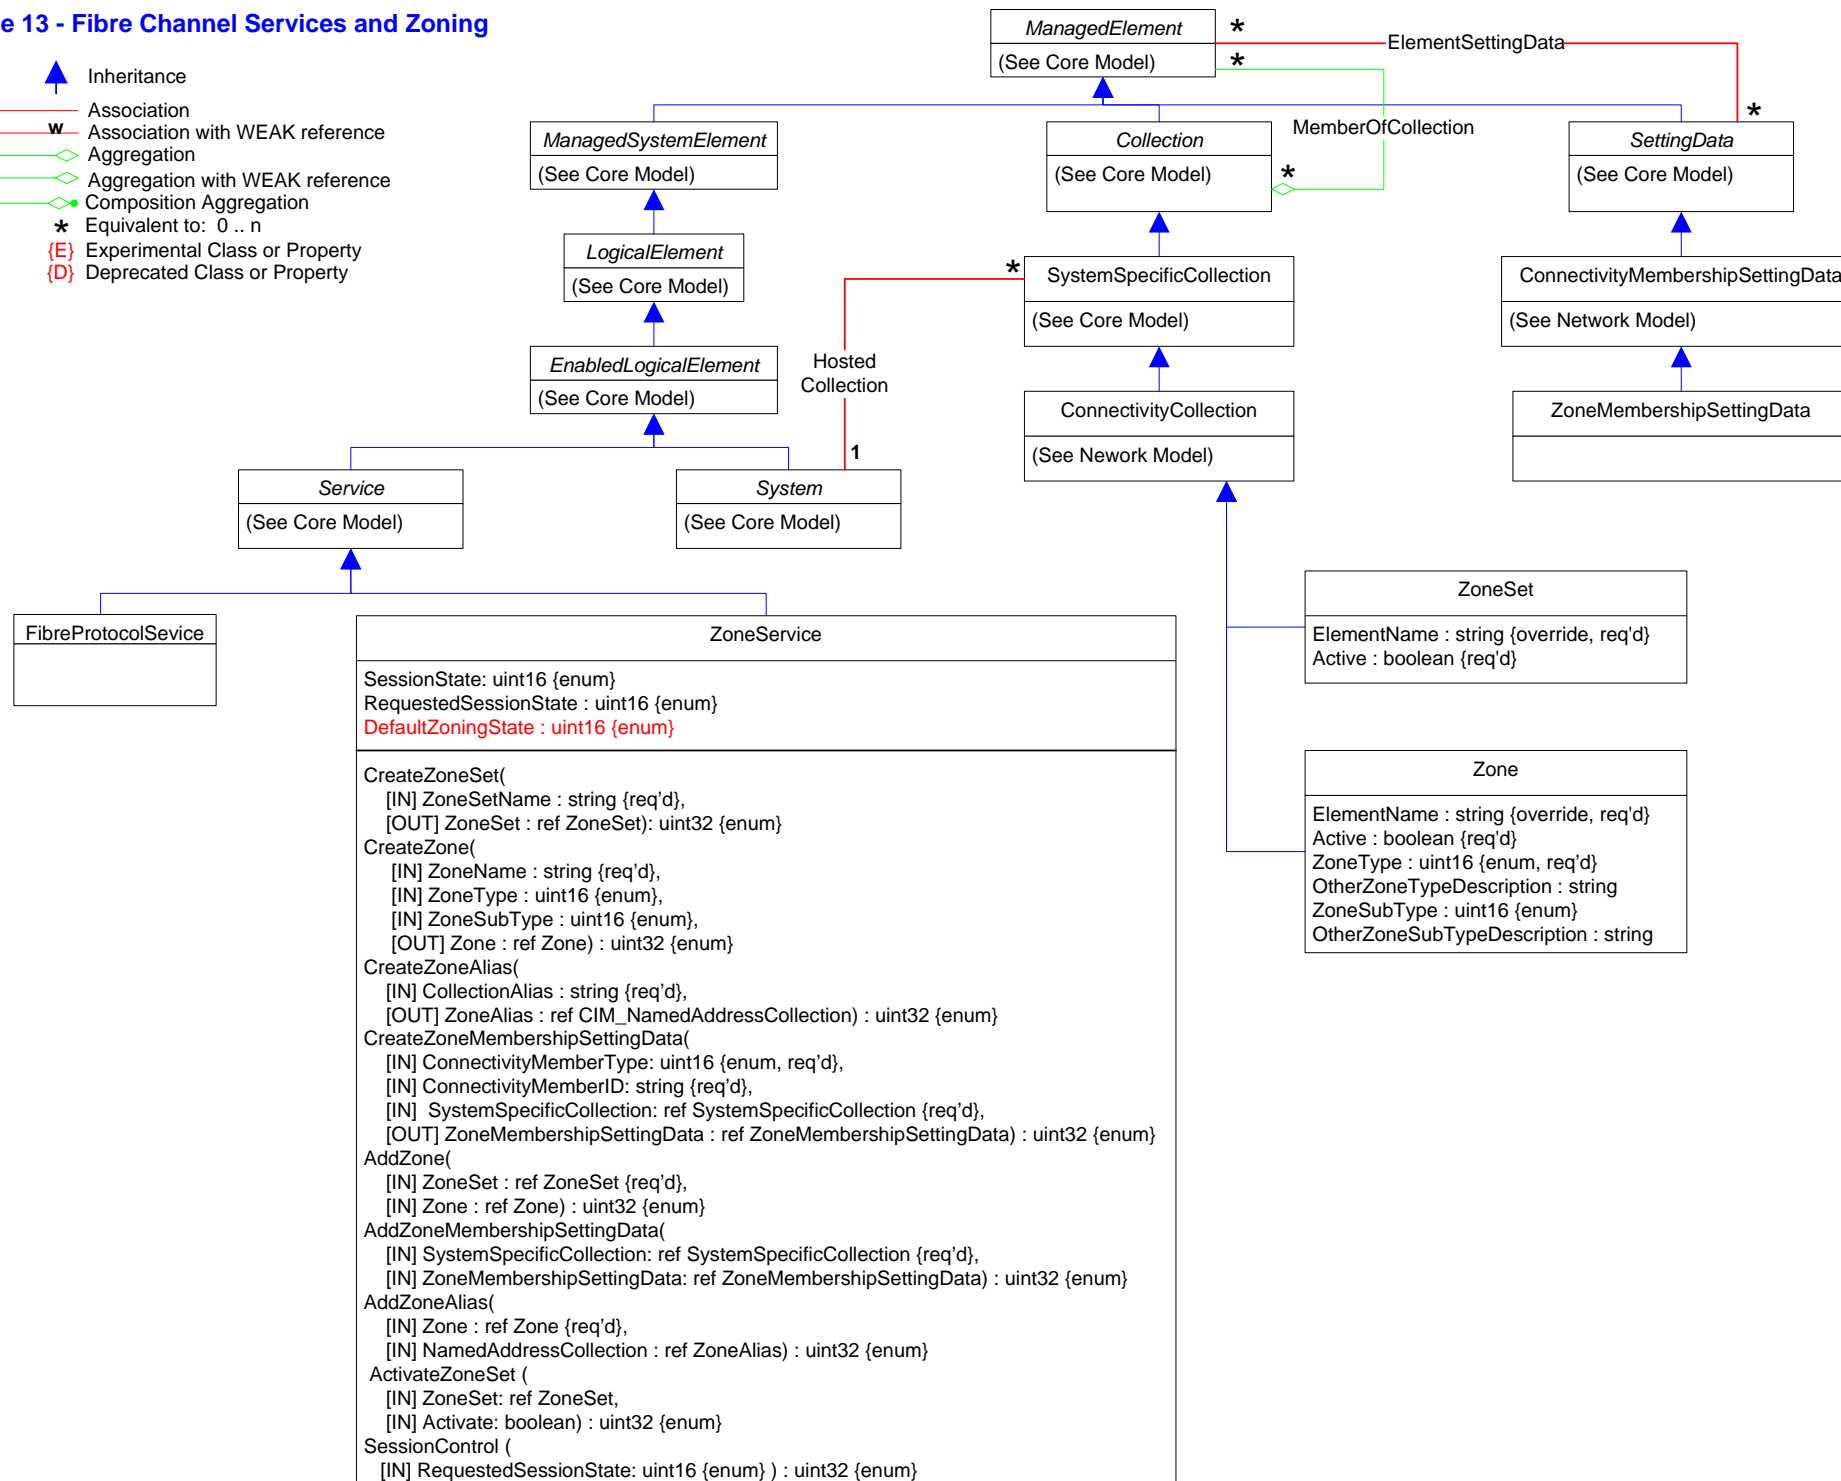 e 13 - Fibre Channel Services and Zoning
Inheritance
Association
w Association with WEAK reference
Aggregation
Aggregation with WEAK reference
Composition Aggregation
* Equivalent to: 0 .. n
{E} Experimental Class or Property
{D} Deprecated Class or Property
ManagedElement
(See Core Model)
*
*
ElementSettingData
*
MemberOfCollection
*
ManagedSystemElement
(See Core Model)
Collection
(See Core Model)
SettingData
(See Core Model)
LogicalElement
(See Core Model)
*
SystemSpecificCollection
(See Core Model)
ConnectivityMembershipSettingData
(See Network Model)
EnabledLogicalElement
(See Core Model)
Hosted
Collection
1
ConnectivityCollection
(See Nework Model)
ZoneMembershipSettingData
Service
(See Core Model)
System
(See Core Model)
FibreProtocolSevice
ZoneService
SessionState: uint16 {enum}
RequestedSessionState : uint16 {enum}
DefaultZoningState : uint16 {enum}
CreateZoneSet(
[IN] ZoneSetName : string {req’d},
[OUT] ZoneSet : ref ZoneSet): uint32 {enum}
CreateZone(
[IN] ZoneName : string {req’d},
[IN] ZoneType : uint16 {enum},
[IN] ZoneSubType : uint16 {enum},
[OUT] Zone : ref Zone) : uint32 {enum}
CreateZoneAlias(
[IN] CollectionAlias : string {req’d},
[OUT] ZoneAlias : ref CIM_NamedAddressCollection) : uint32 {enum}
CreateZoneMembershipSettingData(
[IN] ConnectivityMemberType: uint16 {enum, req’d},
[IN] ConnectivityMemberID: string {req’d},
[IN] SystemSpecificCollection: ref SystemSpecificCollection {req’d},
[OUT] ZoneMembershipSettingData : ref ZoneMembershipSettingData) : uint32 {enum}
AddZone(
[IN] ZoneSet : ref ZoneSet {req’d},
[IN] Zone : ref Zone) : uint32 {enum}
AddZoneMembershipSettingData(
[IN] SystemSpecificCollection: ref SystemSpecificCollection {req’d},
[IN] ZoneMembershipSettingData: ref ZoneMembershipSettingData) : uint32 {enum}
AddZoneAlias(
[IN] Zone : ref Zone {req’d},
[IN] NamedAddressCollection : ref ZoneAlias) : uint32 {enum}
ActivateZoneSet (
[IN] ZoneSet: ref ZoneSet,
[IN] Activate: boolean) : uint32 {enum}
SessionControl (
[IN] RequestedSessionState: uint16 {enum} ) : uint32 {enum}
ZoneSet
ElementName : string {override, req'd}
Active : boolean {req'd}
Zone
ElementName : string {override, req'd}
Active : boolean {req'd}
ZoneType : uint16 {enum, req’d}
OtherZoneTypeDescription : string
ZoneSubType : uint16 {enum}
OtherZoneSubTypeDescription : string